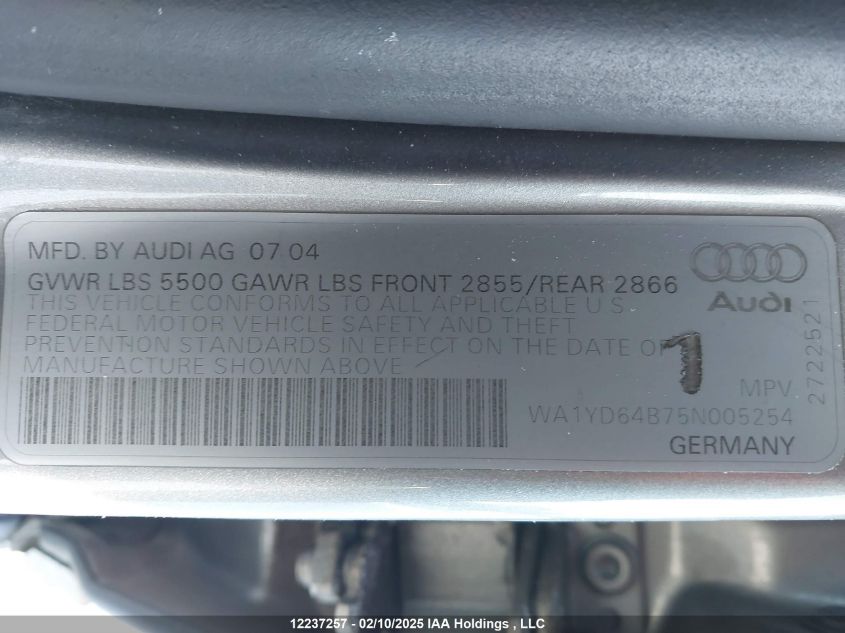 MFD. BY AUDI AG 07 04
GVWR LBS 5500 GAWR LBS FRONT 2855/REAR 2866
THIS VEHICLE CONFORMS TO ALL APPLICABLE U S
FEDERAL MOTOR VEHICLE SAFETY AND THEFT
PREVENTION STANDARDS IN EFFECT ON THE DATE OF
MANUFACTURE SHOWN ABOVE
Audi
1
MPV
WA1YD64B75N005254
GERMANY
2722521
12237257 - 02/10/2025 IAA Holdings , LLC